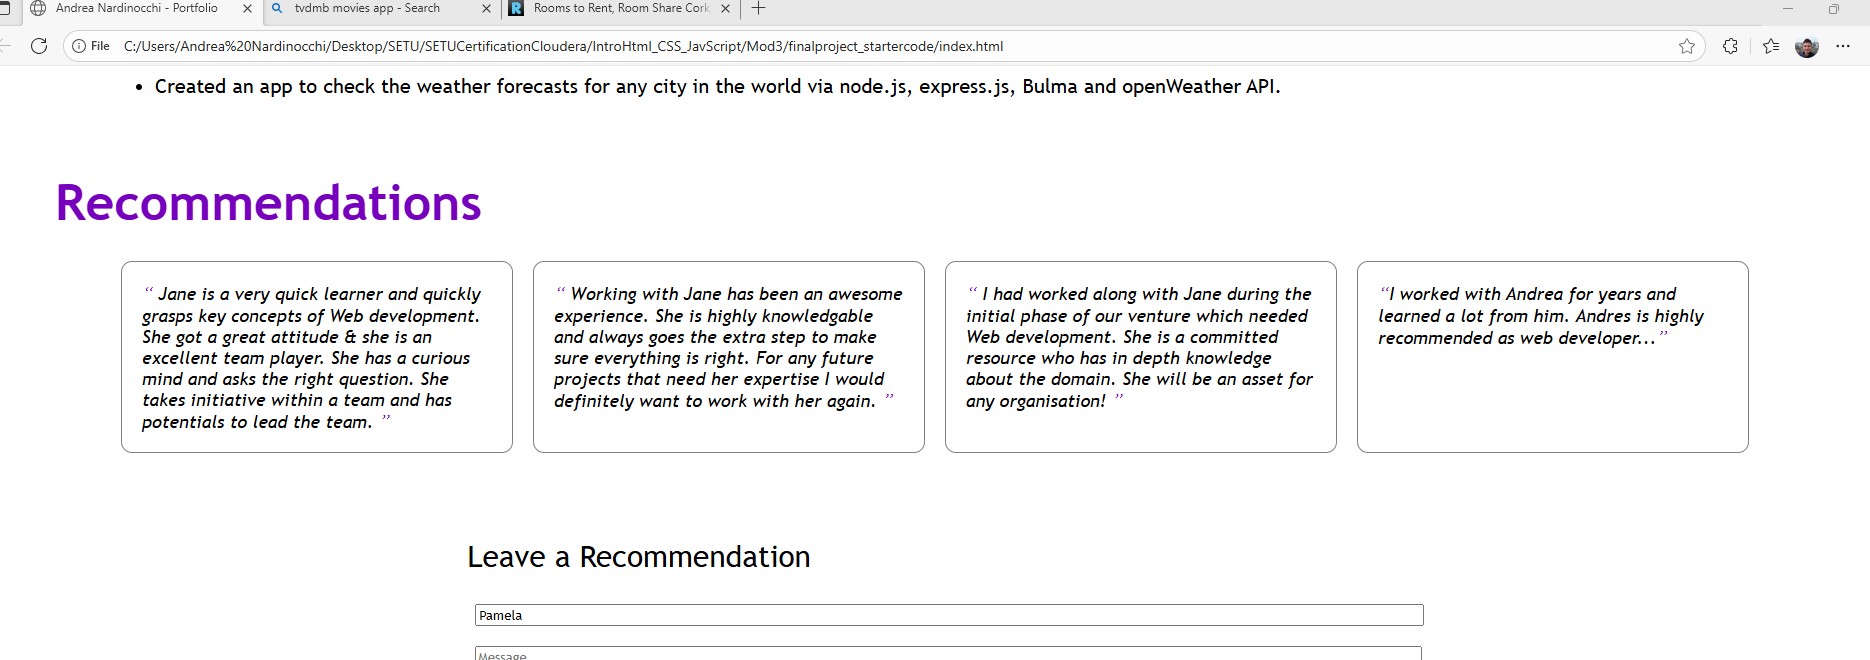 Andrea Nardinocchi - Portfolio
tvdmb movies app - Search
R Rooms to Rent, Room Share Cork
File C:/Users/Andrea%20Nardinocchi/Desktop/SETU/SETUCertificationCloudera/IntroHtml_CSS_JavScript/Mod3/finalproject_startercode/index.html
• Created an app to check the weather forecasts for any city in the world via node.js, express.js, Bulma and openWeather API.
Recommendations
“ Jane is a very quick learner and quickly
grasps key concepts of Web development.
She got a great attitude & she is an
excellent team player. She has a curious
mind and asks the right question. She
takes initiative within a team and has
potentials to lead the team. ”
“ Working with Jane has been an awesome
experience. She is highly knowledgable
and always goes the extra step to make
sure everything is right. For any future
projects that need her expertise I would
definitely want to work with her again. ”
“ I had worked along with Jane during the
initial phase of our venture which needed
Web development. She is a committed
resource who has in depth knowledge
about the domain. She will be an asset for
any organisation! ”
“I worked with Andrea for years and
learned a lot from him. Andres is highly
recommended as web developer...”
Leave a Recommendation
Pamela
Message